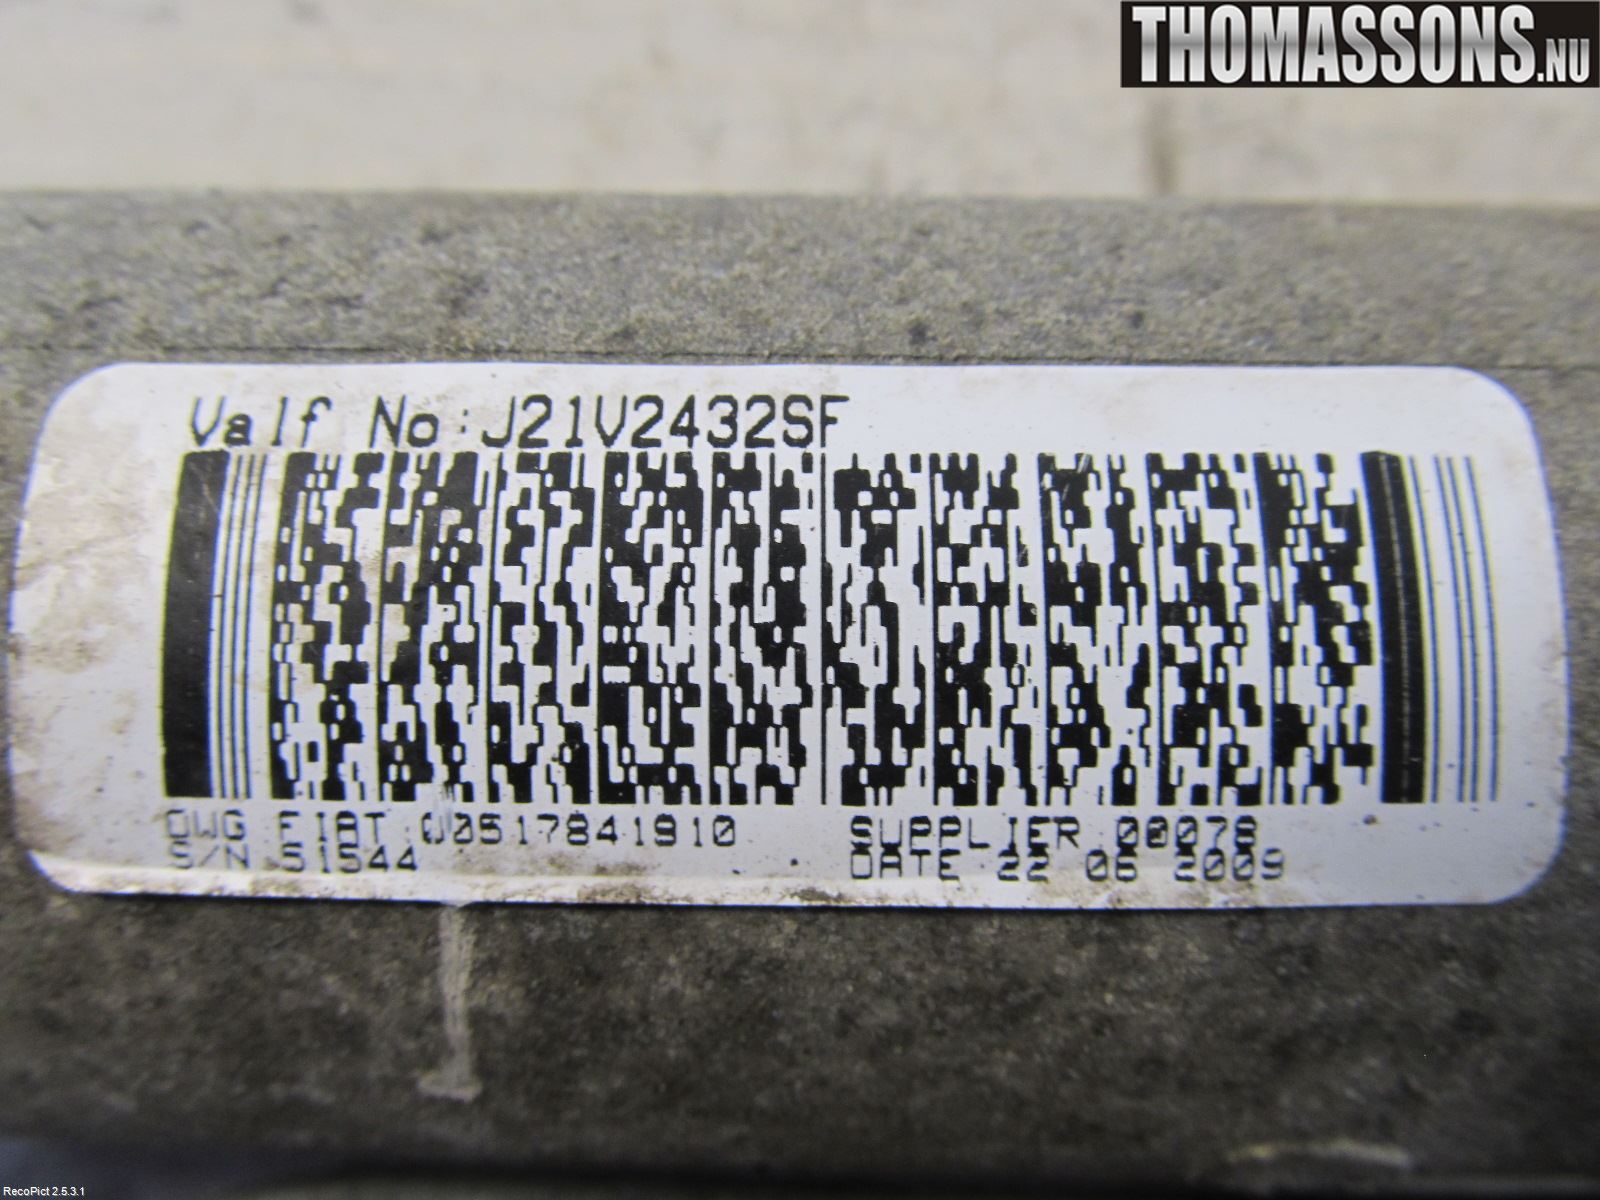 THOMASSONS.NU
Valf No:J21V2432SF
DWG FIAT 00517841910 SUPPLIER 00078
S/N 51544 DATE 22 06 2009
RecoPict 2.5.3.1